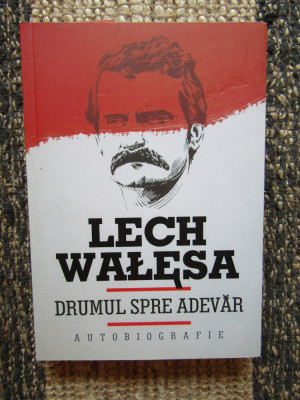 LECH
WAŁĘSA
DRUMUL SPRE ADEVĂR
AUTOBIOGRAFIE